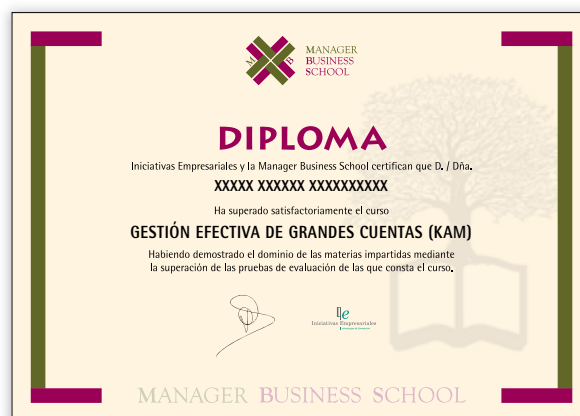 MANAGER
BUSINESS
SCHOOL
M B
DIPLOMA
Iniciativas Empresariales y la Manager Business School certifican que D. / Dña.
XXXXX XXXXXX XXXXXXXXXX
Ha superado satisfactoriamente el curso
GESTIÓN EFECTIVA DE GRANDES CUENTAS (KAM)
Habiendo demostrado el dominio de las materias impartidas mediante
la superación de las pruebas de evaluación de las que consta el curso.
Ie
Iniciativas Empresariales
MANAGER BUSINESS SCHOOL